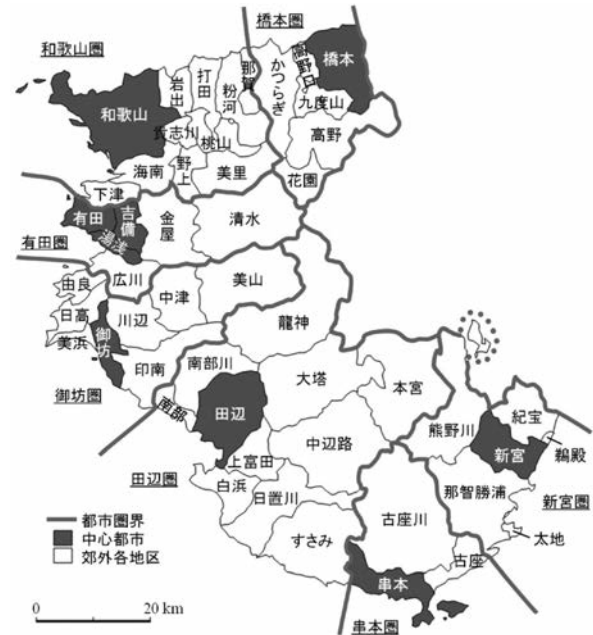 橋本圏
和歌山圏
橋本
高野口
那賀
かつらぎ
打田
粉河
岩出
和歌山
九度山
貴志川
桃山
高野
海南
野上
美里
花園
下津
有田
吉備
湯浅
金屋
清水
有田圏
広川
美山
由良
中津
日高
川辺
龍神
美浜
御坊
印南
南部川
大塔
本宮
御坊圏
南部
田辺
熊野川
紀宝
新宮
鵜殿
中辺路
上富田
田辺圏
白浜
日置川
那智勝浦
新宮圏
古座川
すさみ
太地
古座
串本
串本圏
都市圏界
中心都市
郊外各地区
0 20 km